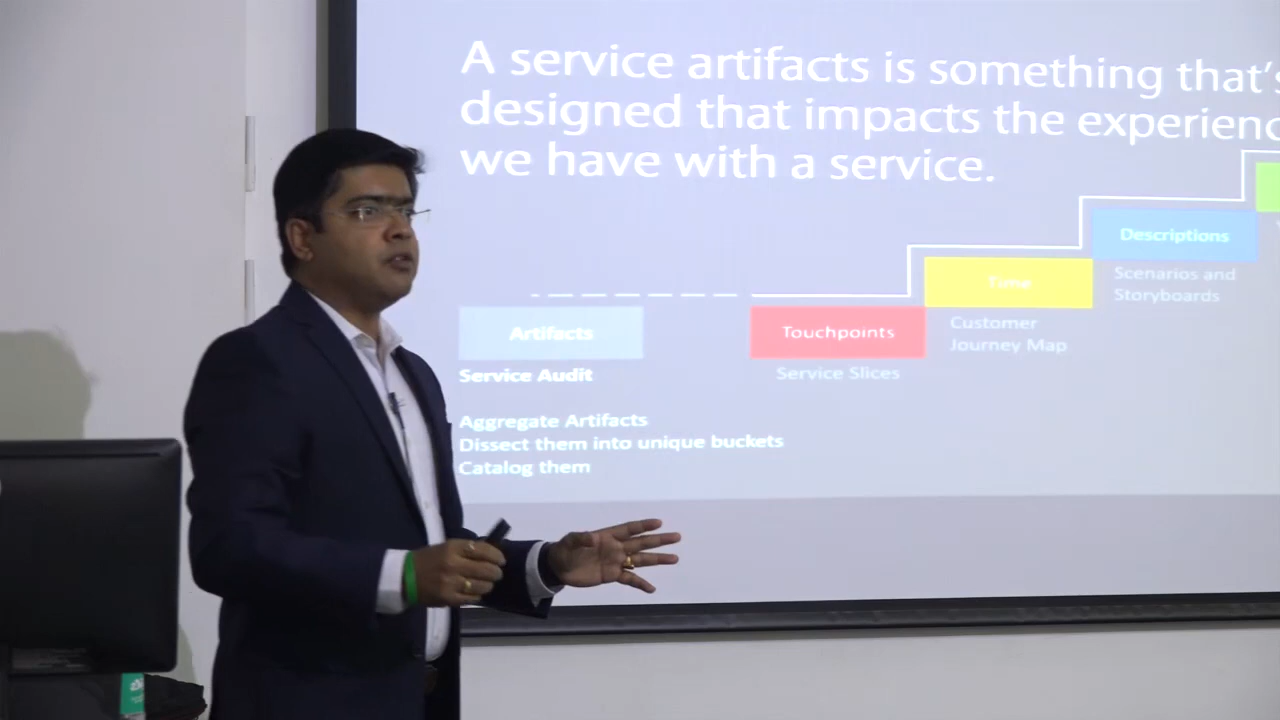 A service artifacts is something that's
designed that impacts the experienc
we have with a service.
Descriptions
Scenarios and
Storyboards
Time
Customer
Journey Map
Touchpoints
Service Slices
Artifacts
Service Audit
Aggregate Artifacts
Dissect them into unique buckets
Catalog them